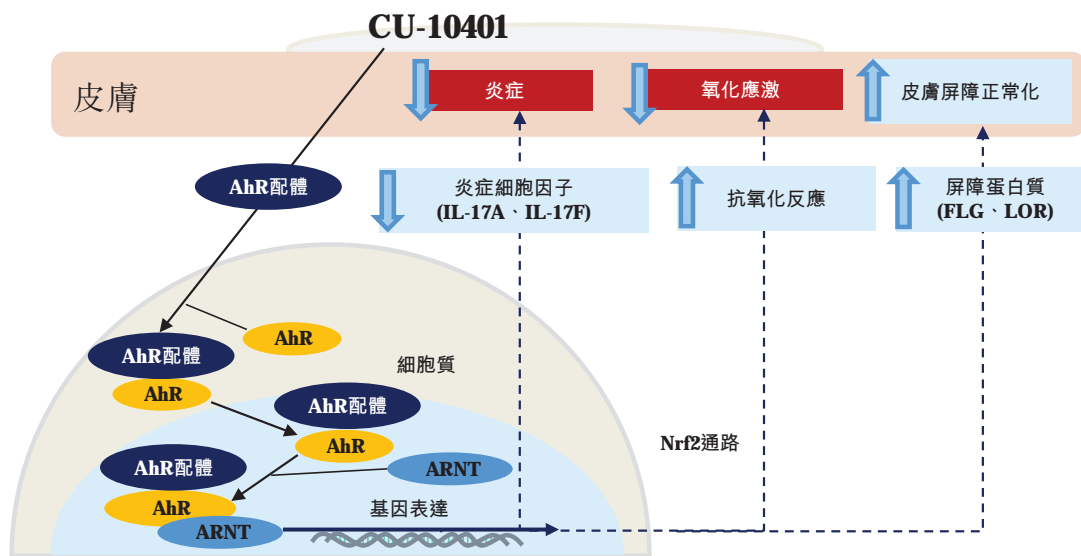 CU-10401
皮膚
炎症
氧化應激
皮膚屏障正常化
AhR配體
炎症細胞因子
(IL-17A、IL-17F)
抗氧化反應
屏障蛋白質
(FLG、LOR)
AhR
AhR配體
AhR
細胞質
AhR配體
AhR
Nrf2通路
AhR配體
ARNT
AhR
基因表達
ARNT